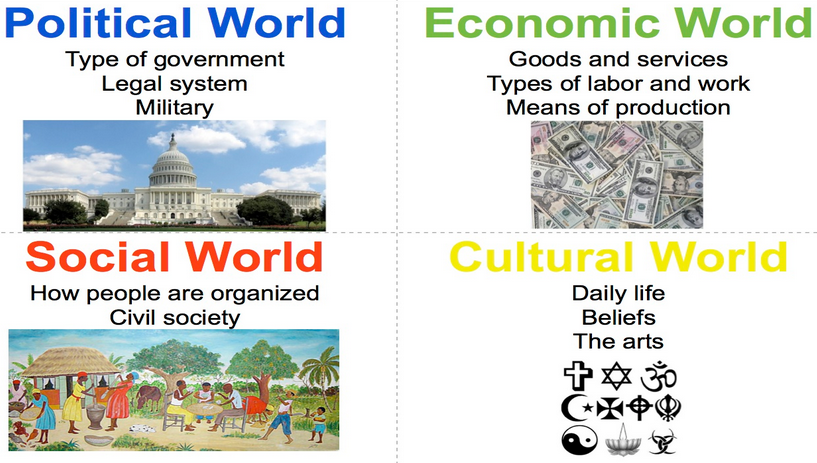 Political World
Type of government
Legal system
Military
Economic World
Goods and services
Types of labor and work
Means of production
Social World
How people are organized
Civil society
Cultural World
Daily life
Beliefs
The arts